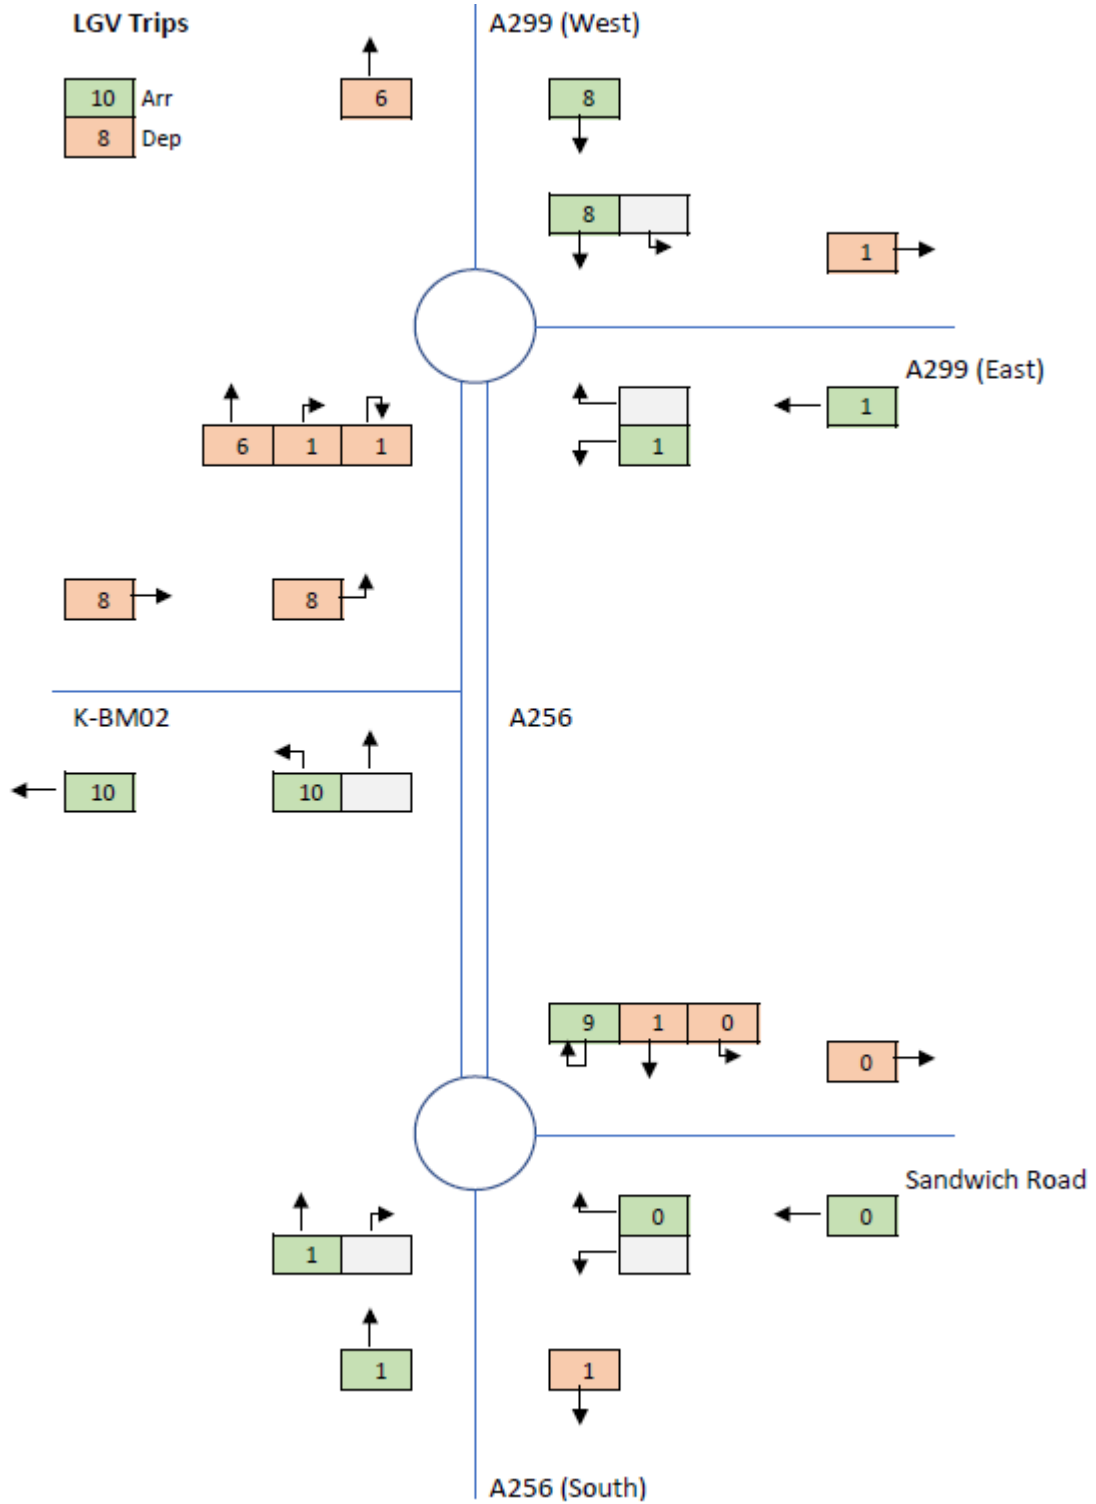 LGV Trips
A299 (West)
6
8
10 Arr
8 Dep
8
1
A299 (East)
1
6 1 1
1
8
8
K-BM02
A256
10
10
9 1 0
0
Sandwich Road
0
0
1
1
1
A256 (South)